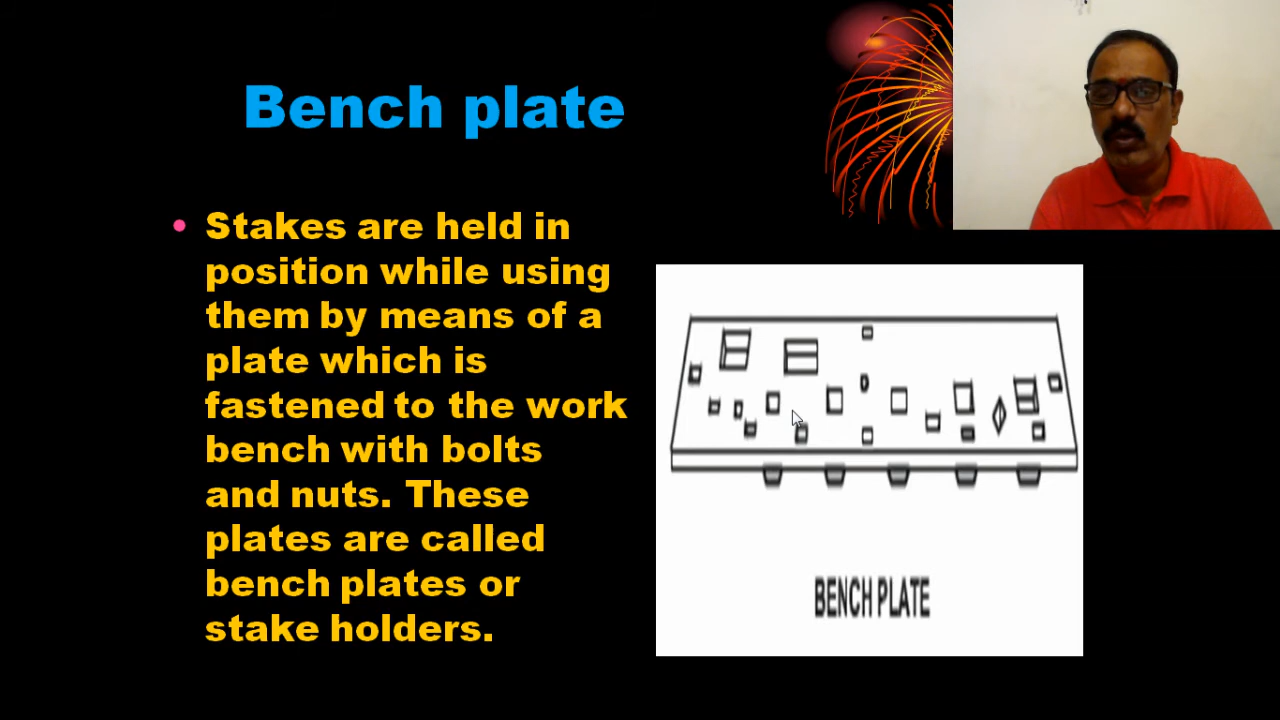 Bench plate
• Stakes are held in
position while using
them by means of a
plate which is
fastened to the work
bench with bolts
and nuts. These
plates are called
bench plates or
stake holders.
BENCH PLATE